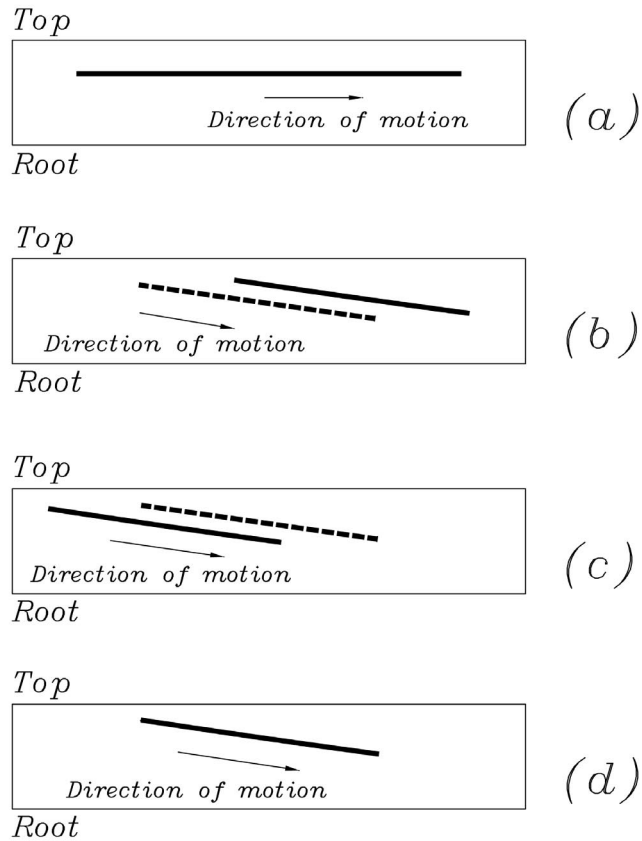 Top
Direction of motion
(a)
Root
Top
Direction of motion
(b)
Root
Top
Direction of motion
(c)
Root
Top
Direction of motion
(d)
Root